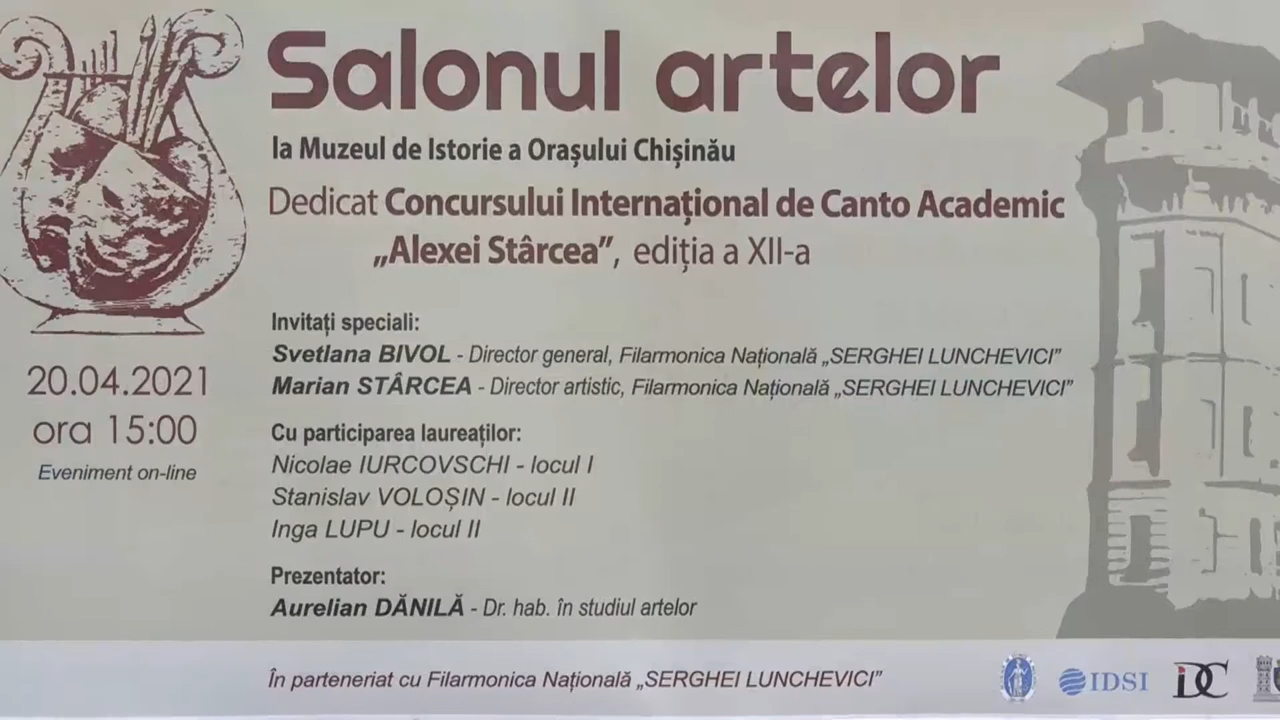 Salonul artelor
la Muzeul de Istorie a Orașului Chișinău
Dedicat Concursului Internațional de Canto Academic
„Alexei Stârcea”, ediția a XII-a
20.04.2021
ora 15:00
Eveniment on-line
Invitați speciali:
Svetlana BIVOL - Director general, Filarmonica Națională „SERGHEI LUNCHEVICI”
Marian STÂRCEA - Director artistic, Filarmonica Națională „SERGHEI LUNCHEVICI”
Cu participarea laureaților:
Nicolae IURCOVSCHI - locul I
Stanislav VOLOȘIN - locul II
Inga LUPU - locul II
Prezentator:
Aurelian DĂNILĂ - Dr. hab. în studiul artelor
În parteneriat cu Filarmonica Națională „SERGHEI LUNCHEVICI”
IDSI
DC